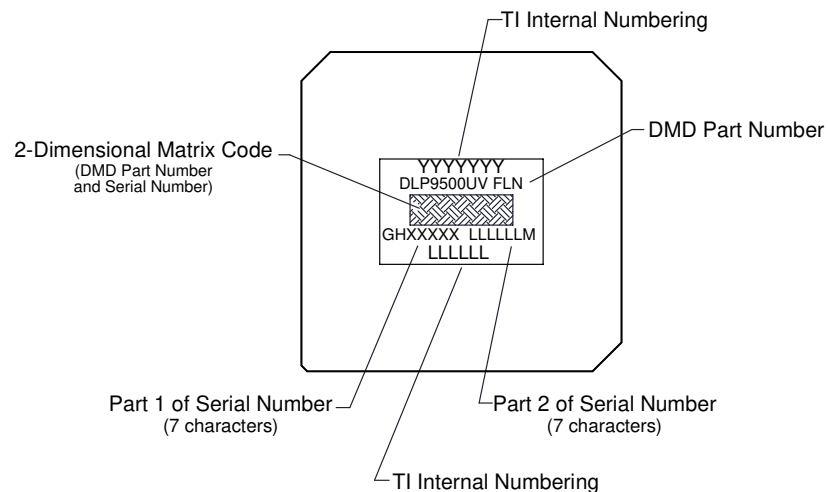 TI Internal Numbering
DMD Part Number
2-Dimensional Matrix Code
(DMD Part Number
and Serial Number)
YYYYYYY
DLP9500UV FLN
GHXXXXX LLLLLLM
LLLLLL
Part 1 of Serial Number
(7 characters)
Part 2 of Serial Number
(7 characters)
TI Internal Numbering